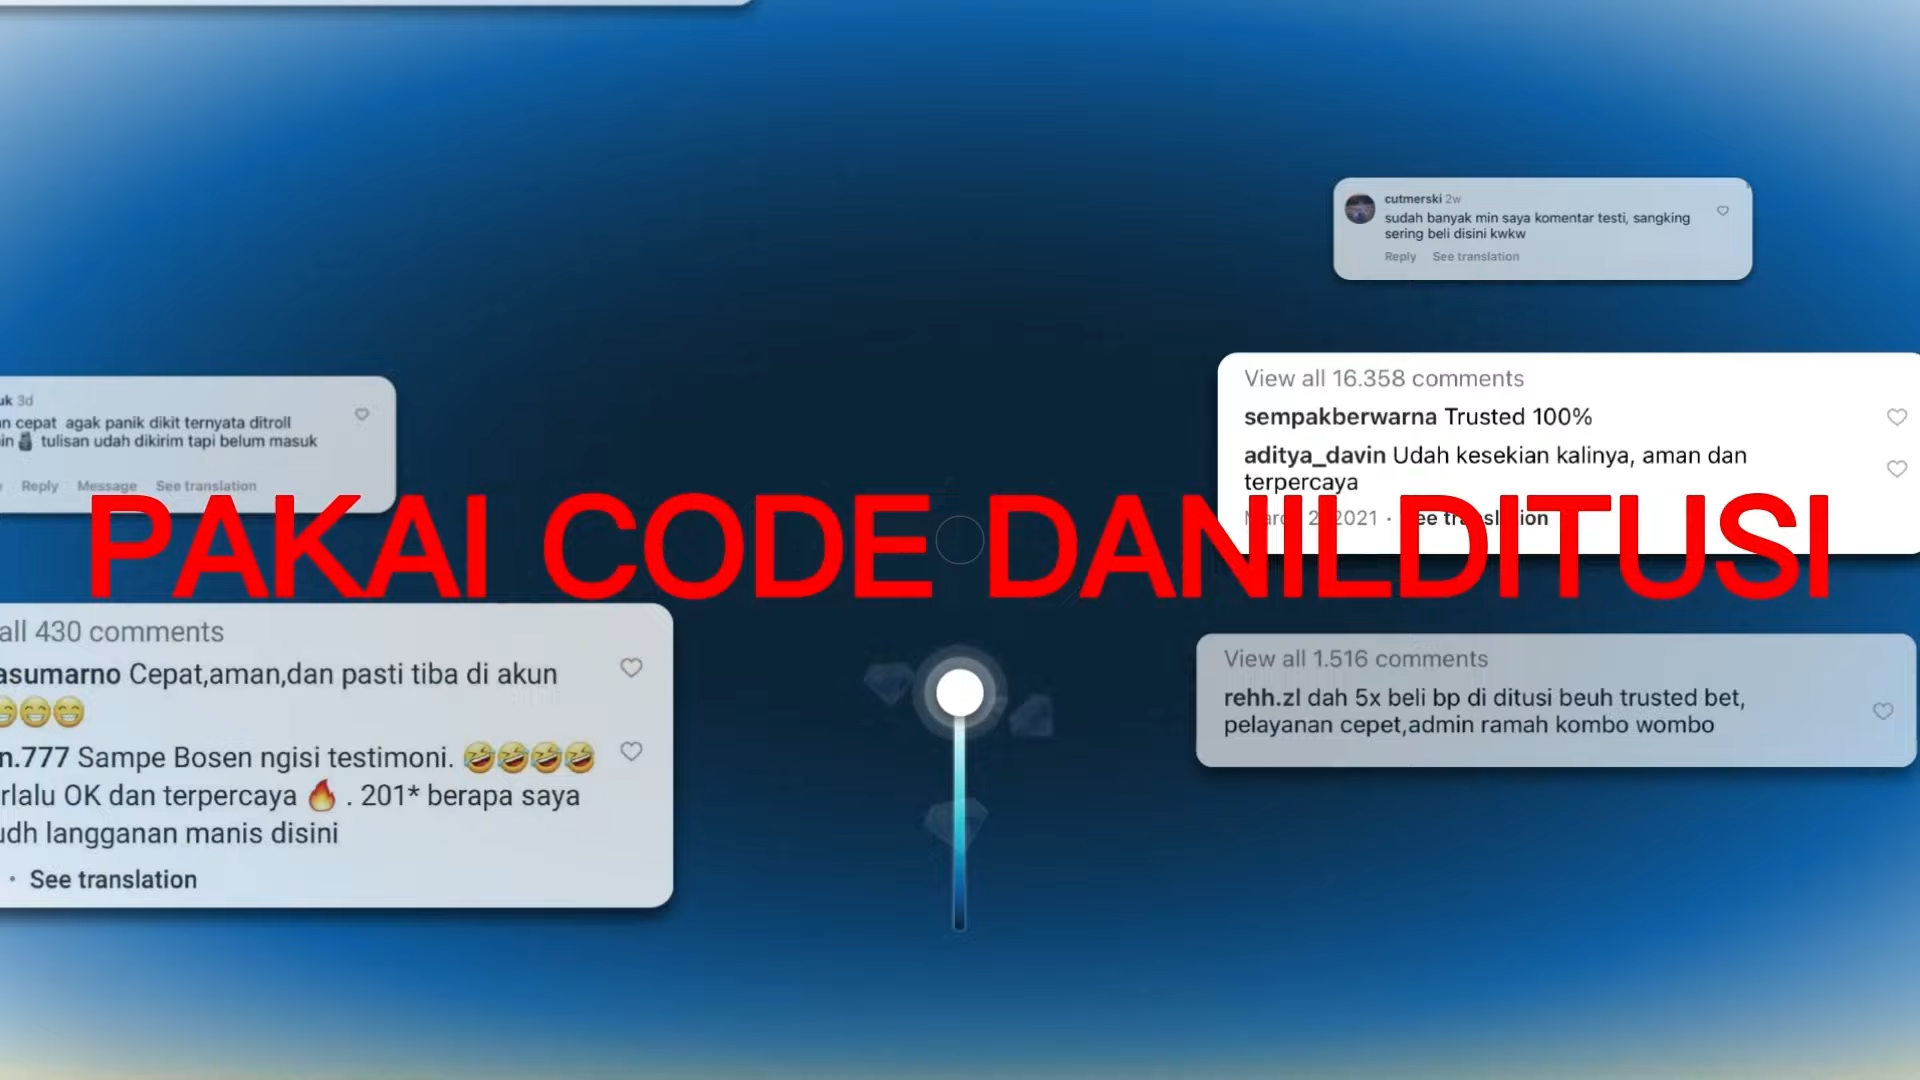 cutmerski 2w
sudah banyak min saya komentar testi, sangking
sering beli disini kwkw
Reply See translation
View all 16.358 comments
sempakberwarna Trusted 100%
aditya_davin Udah kesekian kalinya, aman dan
terpercaya
2021 · See translation
uk 3d
n cepat agak panik dikit ternyata ditroll
in tulisan udah dikirim tapi belum masuk
Reply Message See translation
PAKAI CODE DANILDITUSI
all 430 comments
asumarno Cepat,aman,dan pasti tiba di akun
😁😁😁
n.777 Sampe Bosen ngisi testimoni. 🤣🤣🤣🤣
rlalu OK dan terpercaya 🔥 . 201* berapa saya
udh langganan manis disini
· See translation
View all 1.516 comments
rehh.zl dah 5x beli bp di ditusi beuh trusted bet,
pelayanan cepet,admin ramah kombo wombo